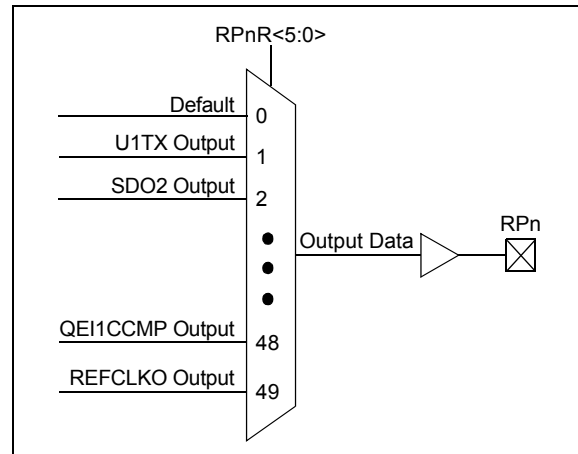 RPnR<5:0>
Default
0
U1TX Output
1
SDO2 Output
2
Output Data
RPn
QEI1CCMP Output
48
REFCLKO Output
49